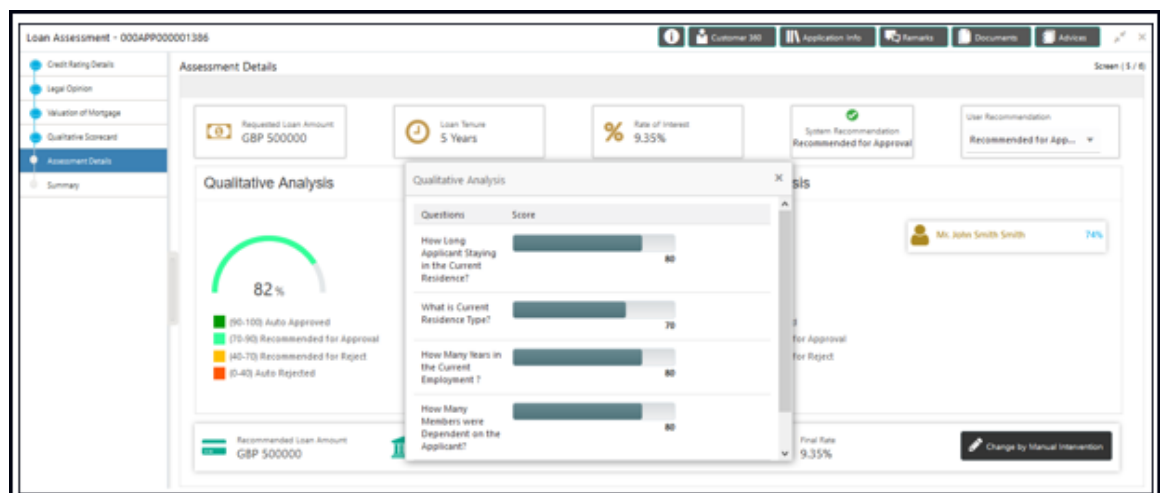 Loan Assessment - 000APP000001386
Customer 360
Application Info
Remarks
Documents
Advices
Credit Rating Details
Legal Opinion
Valuation of Mortgage
Qualitative Scorecard
Assessment Details
Summary
Assessment Details
Screen ( 5 / 6)
Requested Loan Amount
GBP 500000
Loan Tenure
5 Years
Rate of Interest
9.35%
System Recommendation
Recommended for Approval
User Recommendation
Recommended for App...
Qualitative Analysis
82 %
(90-100) Auto Approved
(70-90) Recommended for Approval
(40-70) Recommended for Reject
(0-40) Auto Rejected
Qualitative Analysis
Questions Score
How Long
Applicant Staying
in the Current
Residence?
80
What is Current
Residence Type?
70
How Many Years in
the Current
Employment ?
80
How Many
Members were
Dependent on the
Applicant?
80
sis
Mr. John Smith Smith 74%
for Approval
for Reject
Recommended Loan Amount
GBP 500000
Final Rate
9.35%
Change by Manual Intervention